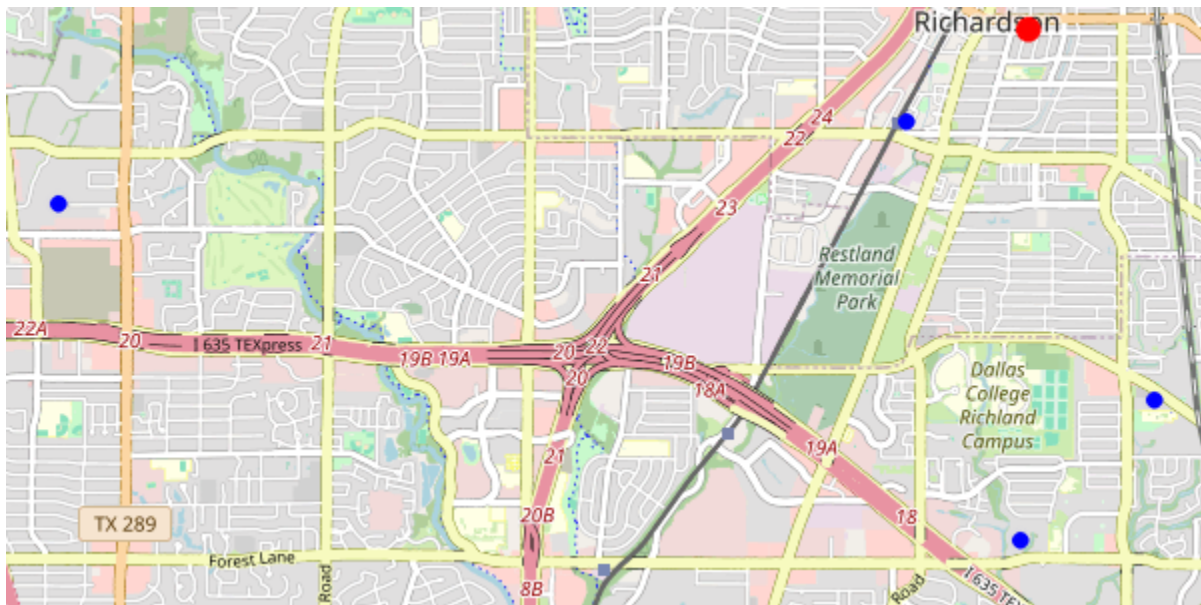 Richardson
24
22
23
21
Restland
Memorial
Park
22A
20
I 635 TEXpress
21
19B 19A
20
22
19B
20
18A
Dallas
College
Richland
Campus
21
19A
TX 289
20B
18
Forest Lane
Road
8B
Road
I 635 TEX